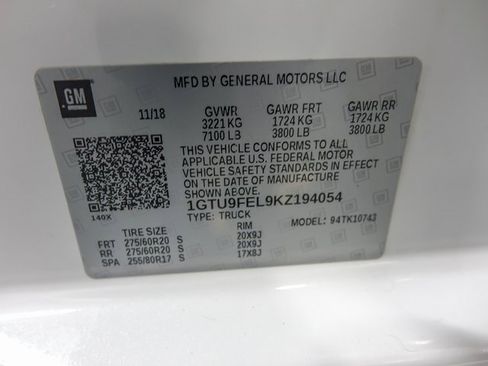 GM
MFD BY GENERAL MOTORS LLC
11/18 GVWR GAWR FRT GAWR RR
3221 KG 1724 KG 1724 KG
7100 LB 3800 LB 3800 LB
THIS VEHICLE CONFORMS TO ALL
APPLICABLE U.S. FEDERAL MOTOR
VEHICLE SAFETY STANDARDS IN EFFECT
ON THE DATE OF MANUFACTURE
SHOWN ABOVE.
1GTU9FEL9KZ194054
140X TYPE: TRUCK MODEL: 94TK10743
TIRE SIZE RIM
FRT 275/60R20 S 20X9J
RR 275/60R20 S 20X9J
SPA 255/80R17 S 17X8J